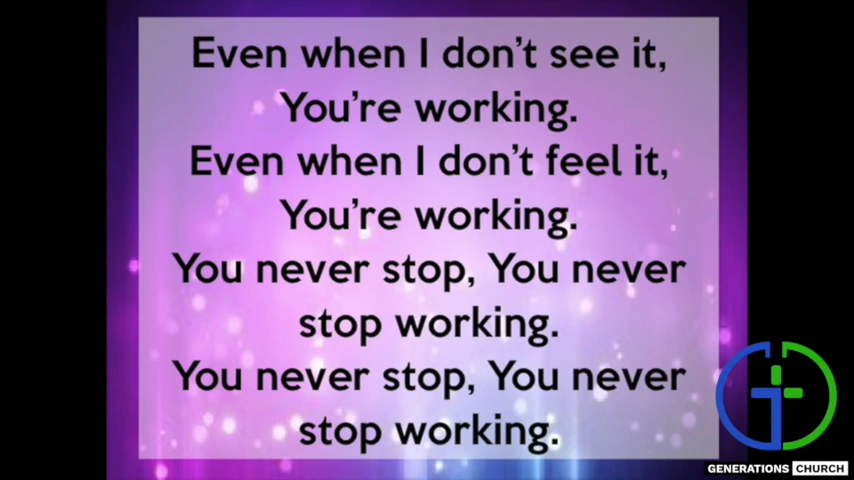 Even when I don't see it,
You're working.
Even when I don't feel it,
You're working.
You never stop, You never
stop working.
You never stop, You never
stop working.
GENERATIONS CHURCH